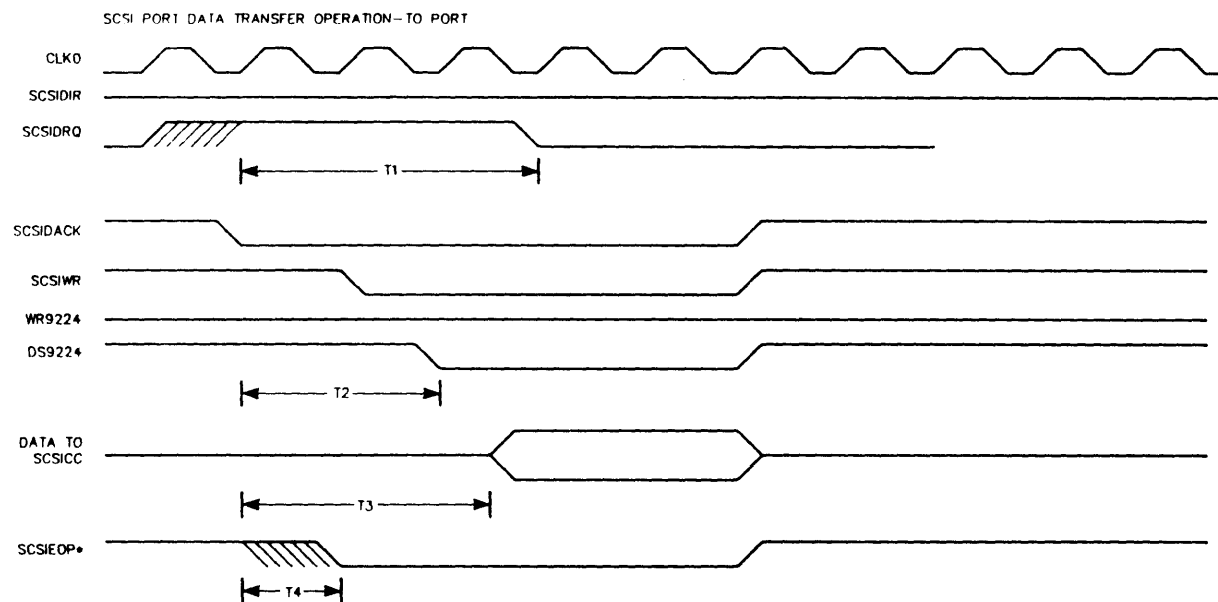 SCSI PORT DATA TRANSFER OPERATION-TO PORT
CLK0
SCSIDIR
SCSIDRQ
T1
SCSIDACK
SCSIWR
WR9224
DS9224
T2
DATA TO
SCSICC
T3
SCSIEOP*
T4